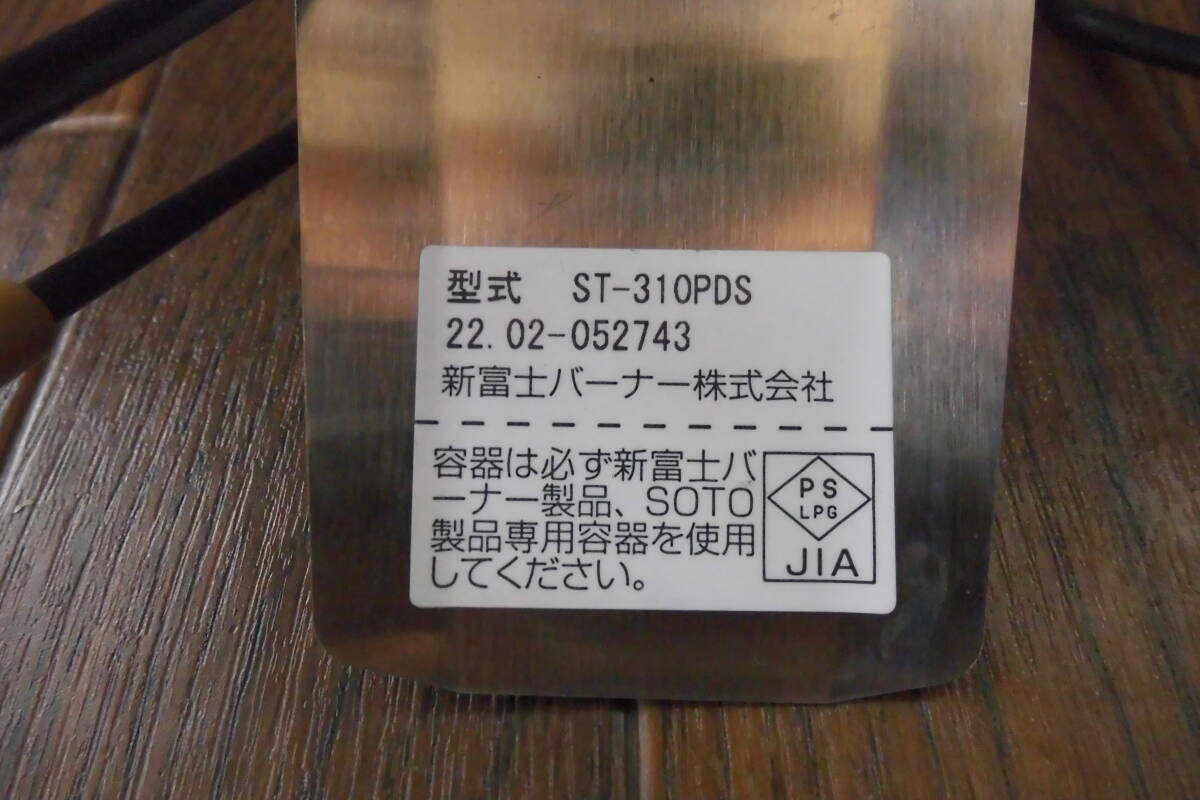 型式 ST-310PDS
22.02-052743
新富士バーナー株式会社
容器は必ず新富士バ
ーナー製品、SOTO
製品専用容器を使用
してください。
PS
LPG
JIA